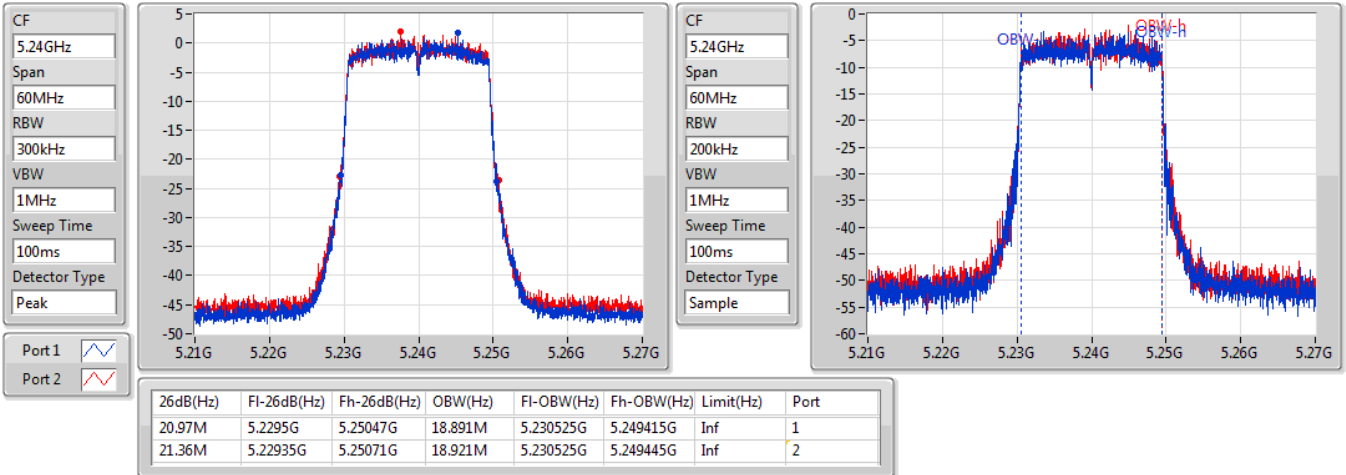 CF
5.24GHz
Span
60MHz
RBW
300kHz
VBW
1MHz
Sweep Time
100ms
Detector Type
Peak
Port 1
Port 2
5
0
-5
-10
-15
-20
-25
-30
-35
-40
-45
-50
5.21G 5.22G 5.23G 5.24G 5.25G 5.26G 5.27G
CF
5.24GHz
Span
60MHz
RBW
200kHz
VBW
1MHz
Sweep Time
100ms
Detector Type
Sample
0
-5
-10
-15
-20
-25
-30
-35
-40
-45
-50
-55
-60
OBW
OBW-h
OBW-h
5.21G 5.22G 5.23G 5.24G 5.25G 5.26G 5.27G
26dB(Hz) Fl-26dB(Hz) Fh-26dB(Hz) OBW(Hz) Fl-OBW(Hz) Fh-OBW(Hz) Limit(Hz) Port
20.97M 5.2295G 5.25047G 18.891M 5.230525G 5.249415G Inf 1
21.36M 5.22935G 5.25071G 18.921M 5.230525G 5.249445G Inf 2